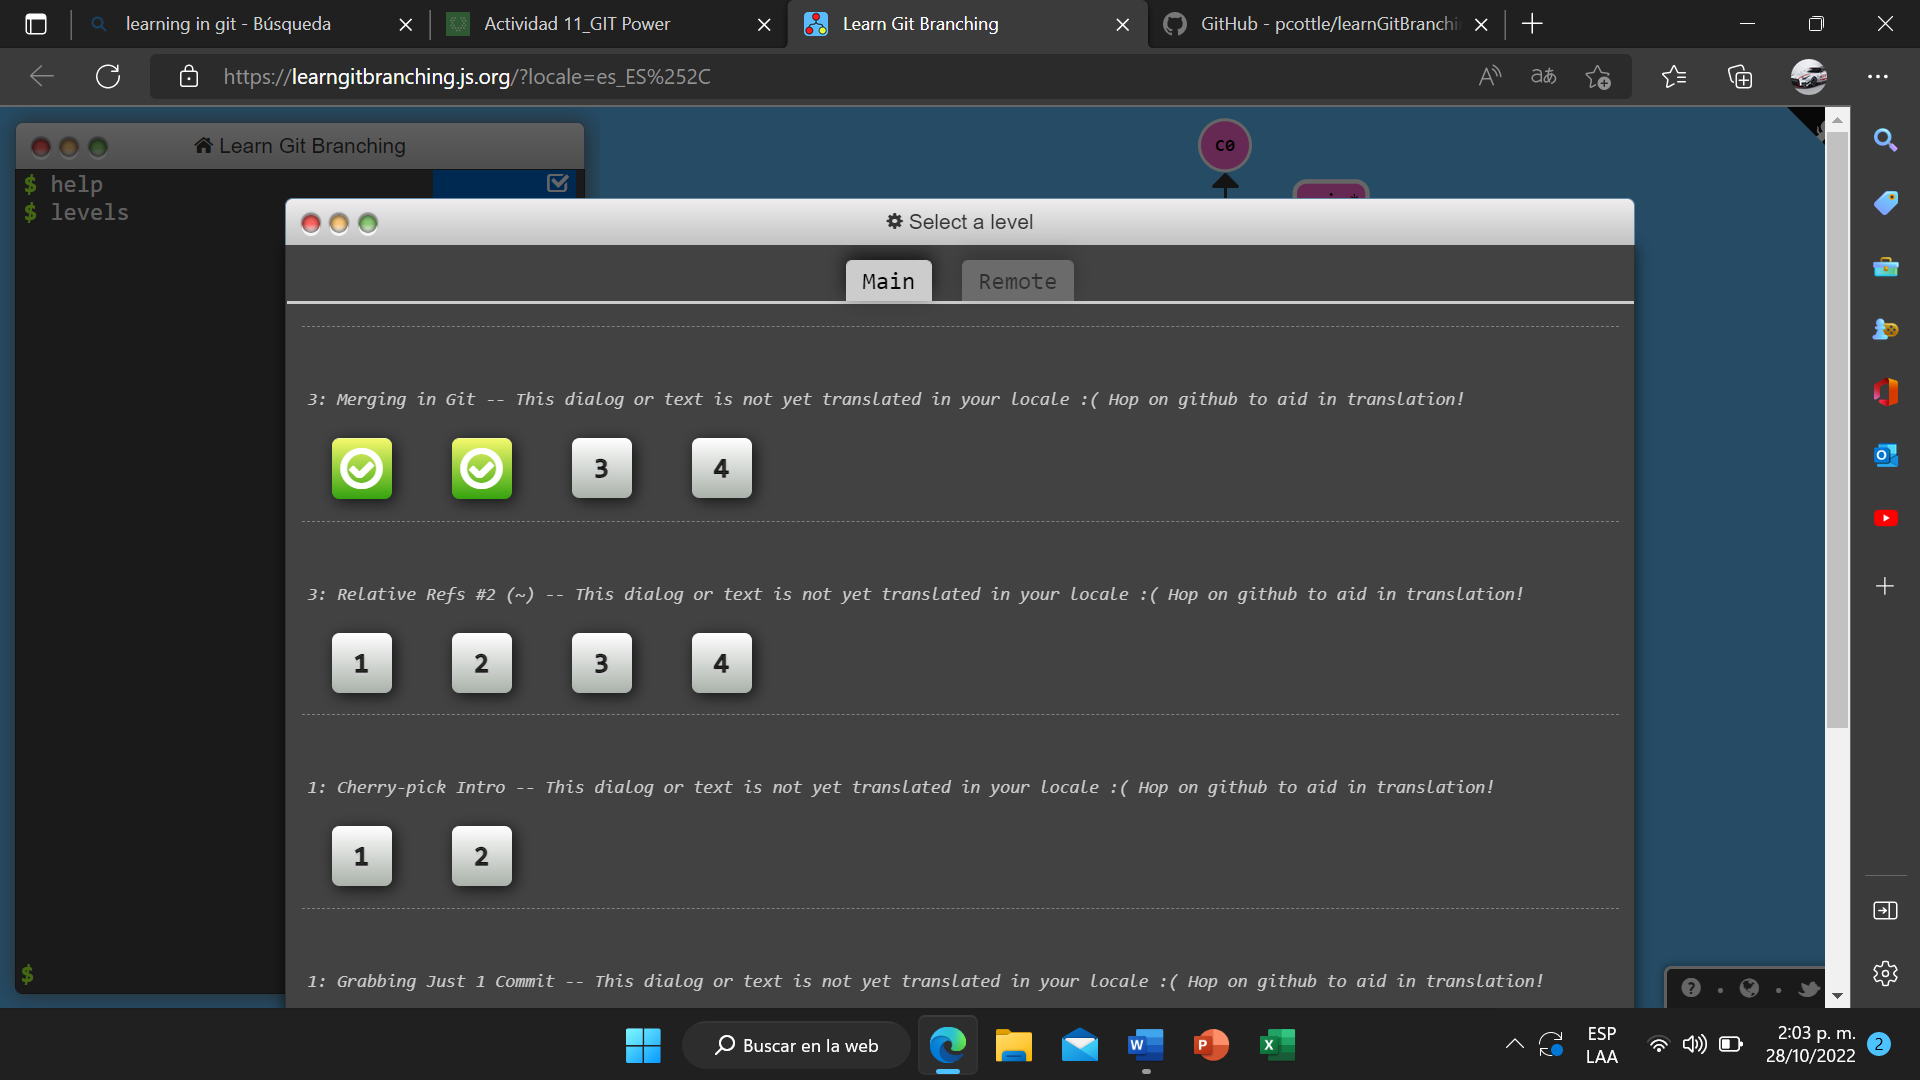 learning in git - Búsqueda
Actividad 11_GIT Power
Learn Git Branching
GitHub - pcottle/learnGitBranchi
https://learngitbranching.js.org/?locale=es_ES%252C
Learn Git Branching
C0
$ help
$ levels
Select a level
Main
Remote
3: Merging in Git -- This dialog or text is not yet translated in your locale :( Hop on github to aid in translation!
3
4
3: Relative Refs #2 (~) -- This dialog or text is not yet translated in your locale :( Hop on github to aid in translation!
1
2
3
4
1: Cherry-pick Intro -- This dialog or text is not yet translated in your locale :( Hop on github to aid in translation!
1
2
1: Grabbing Just 1 Commit -- This dialog or text is not yet translated in your locale :( Hop on github to aid in translation!
$
Buscar en la web
ESP
LAA
2:03 p. m.
28/10/2022
2